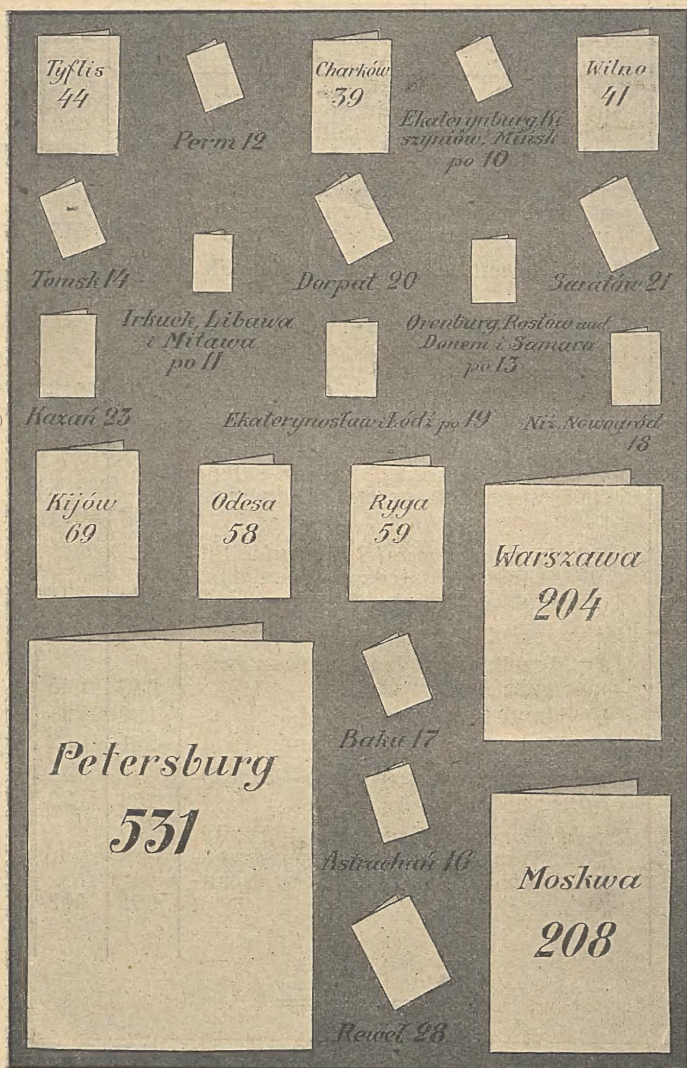 Tyflis
44
Perm 12
Charków
39
Ekaterynburg, Ki
szyniów, Mińsk
po 10
Wilno
41
Tomsk 14
Irkuck, Libawa
i Mitawa
po 11
Dorpat 20
Orenburg, Rostów nad
Donem i Samara
po 13
Saratów 21
Kazań 23
Ekaterynosław i Łódź po 19
Niż. Nowogród
18
Kijów
69
Odesa
58
Ryga
59
Warszawa
204
Petersburg
531
Baku 17
Astrachań 16
Rewel 28
Moskwa
208